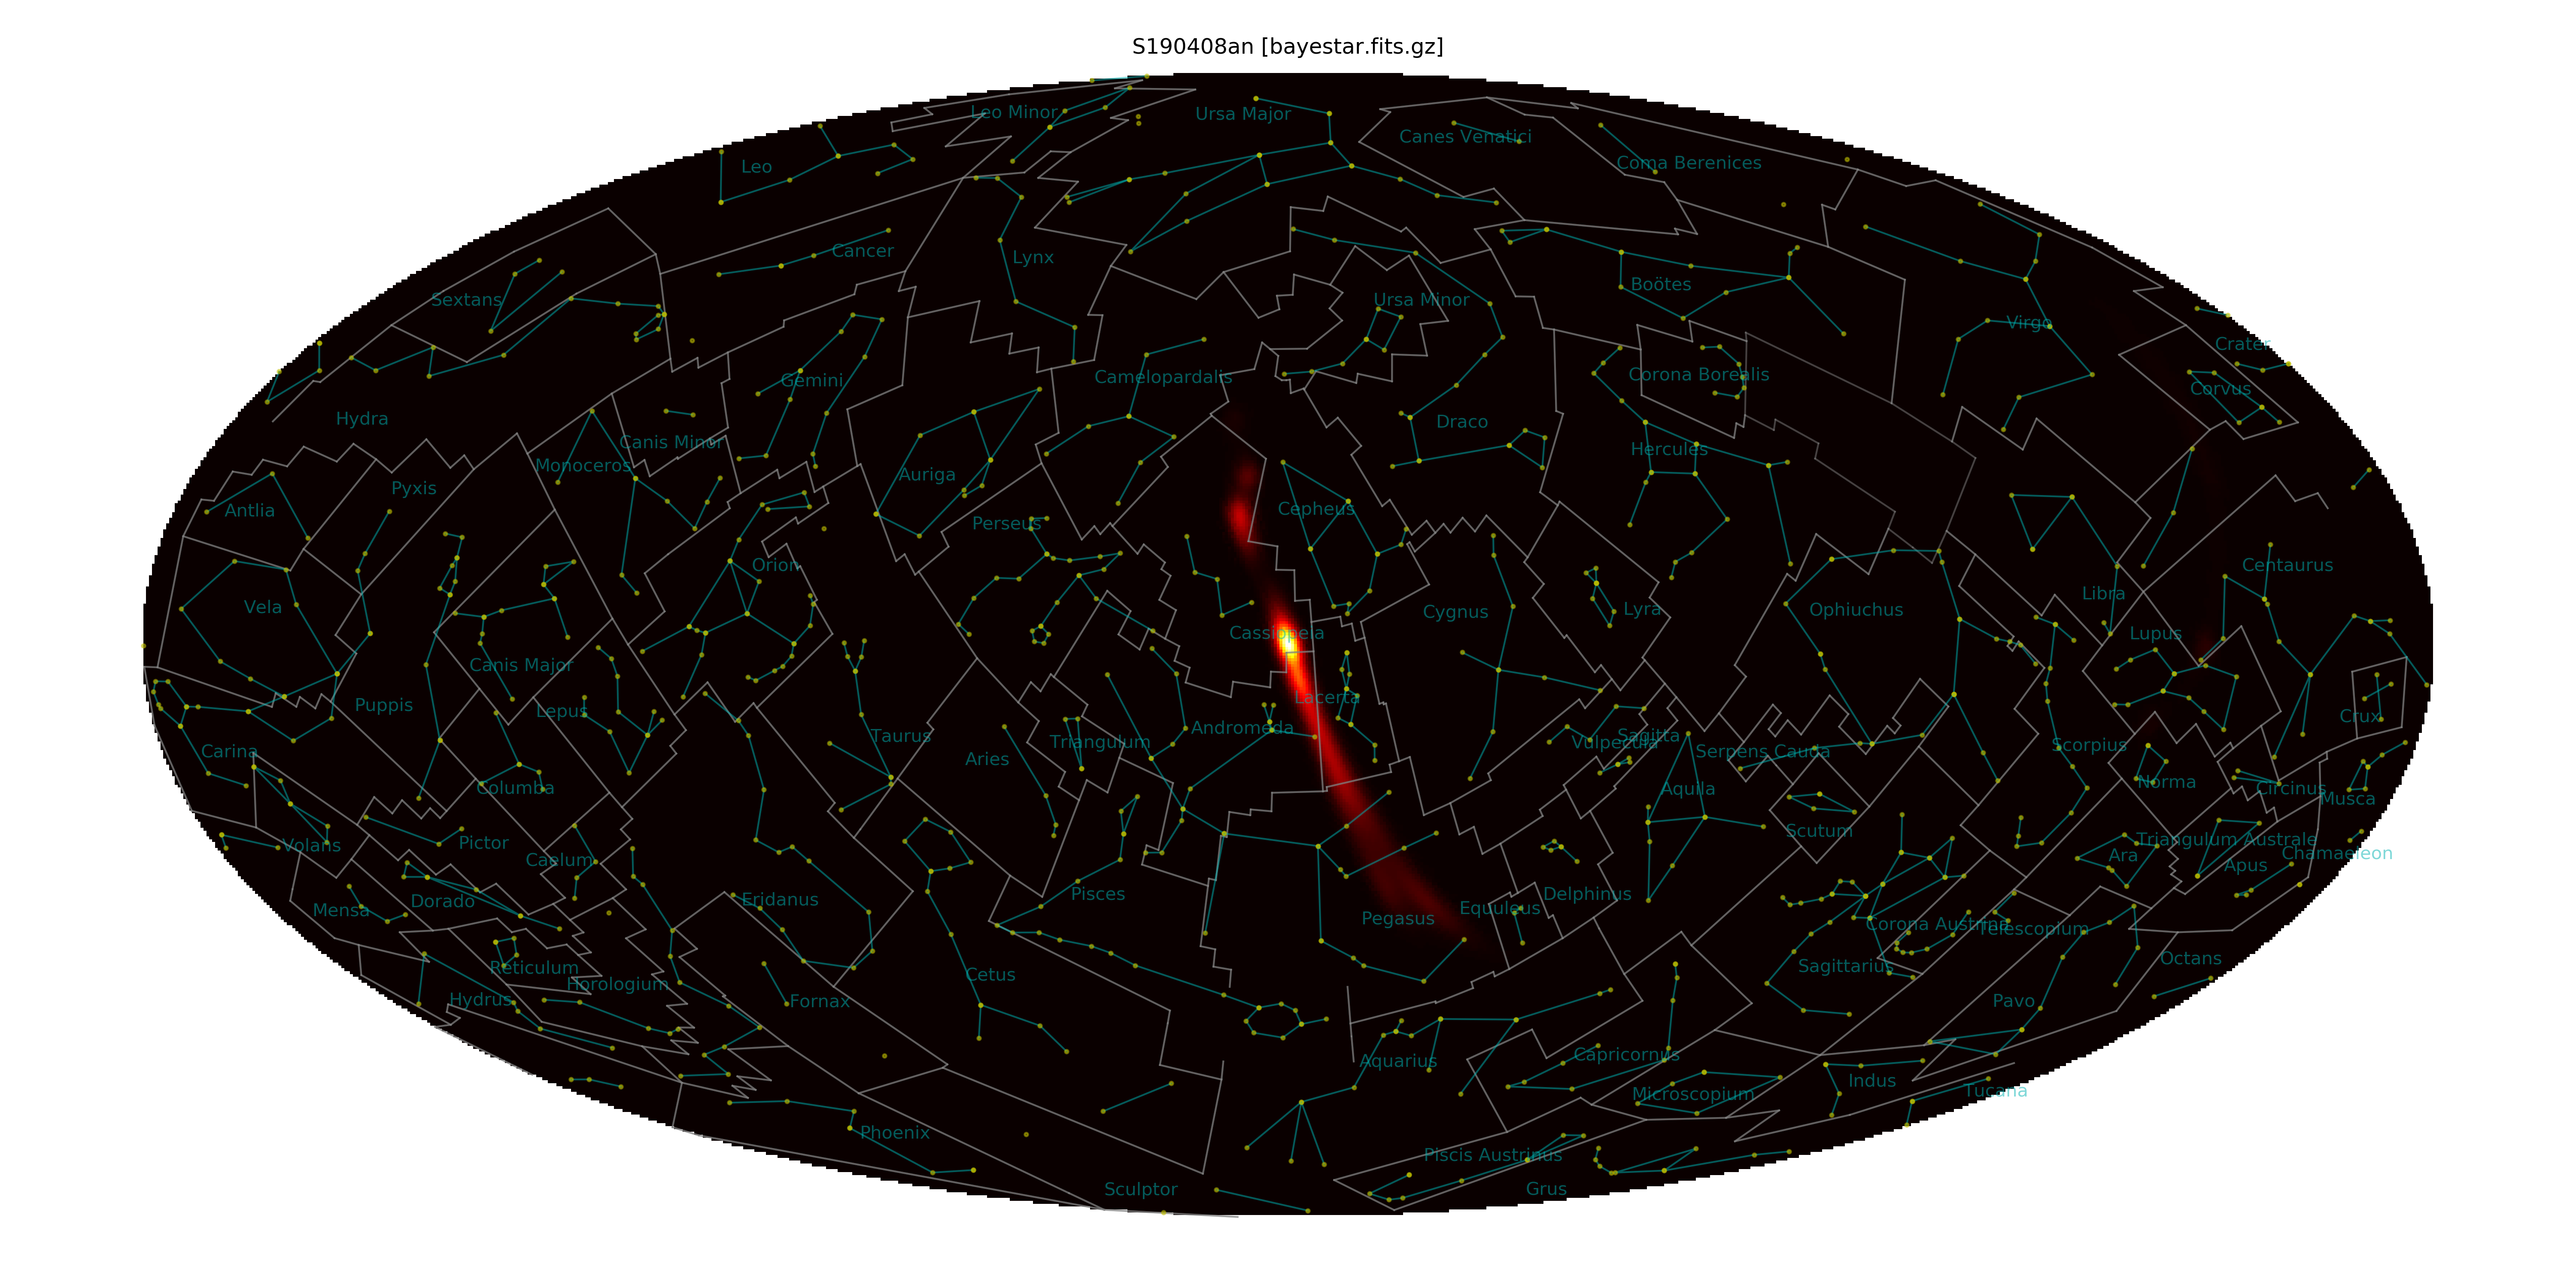 S190408an [bayestar.fits.gz]
Leo Minor
Ursa Major
Canes Venatici
Coma Berenices
Leo
Cancer
Lynx
Boötes
Sextans
Ursa Minor
Virgo
Crater
Gemini
Camelopardalis
Corona Borealis
Corvus
Hydra
Draco
Canis Minor
Hercules
Monoceros
Auriga
Pyxis
Antlia
Perseus
Cepheus
Orion
Centaurus
Libra
Vela
Cygnus
Lyra
Ophiuchus
Cassiopeia
Lupus
Canis Major
Lacerta
Puppis
Lepus
Crux
Andromeda
Taurus
Triangulum
Vulpecula
Sagitta
Serpens Cauda
Scorpius
Carina
Aries
Norma
Columba
Aquila
Circinus
Musca
Scutum
Volans
Pictor
Caelum
Triangulum Australe
Ara
Chamaeleon
Apus
Mensa
Dorado
Eridanus
Pisces
Pegasus
Equuleus
Delphinus
Corona Austrina
Telescopium
Reticulum
Horologium
Cetus
Sagittarius
Octans
Hydrus
Fornax
Pavo
Aquarius
Capricornus
Microscopium
Indus
Tucana
Phoenix
Piscis Austrinus
Sculptor
Grus